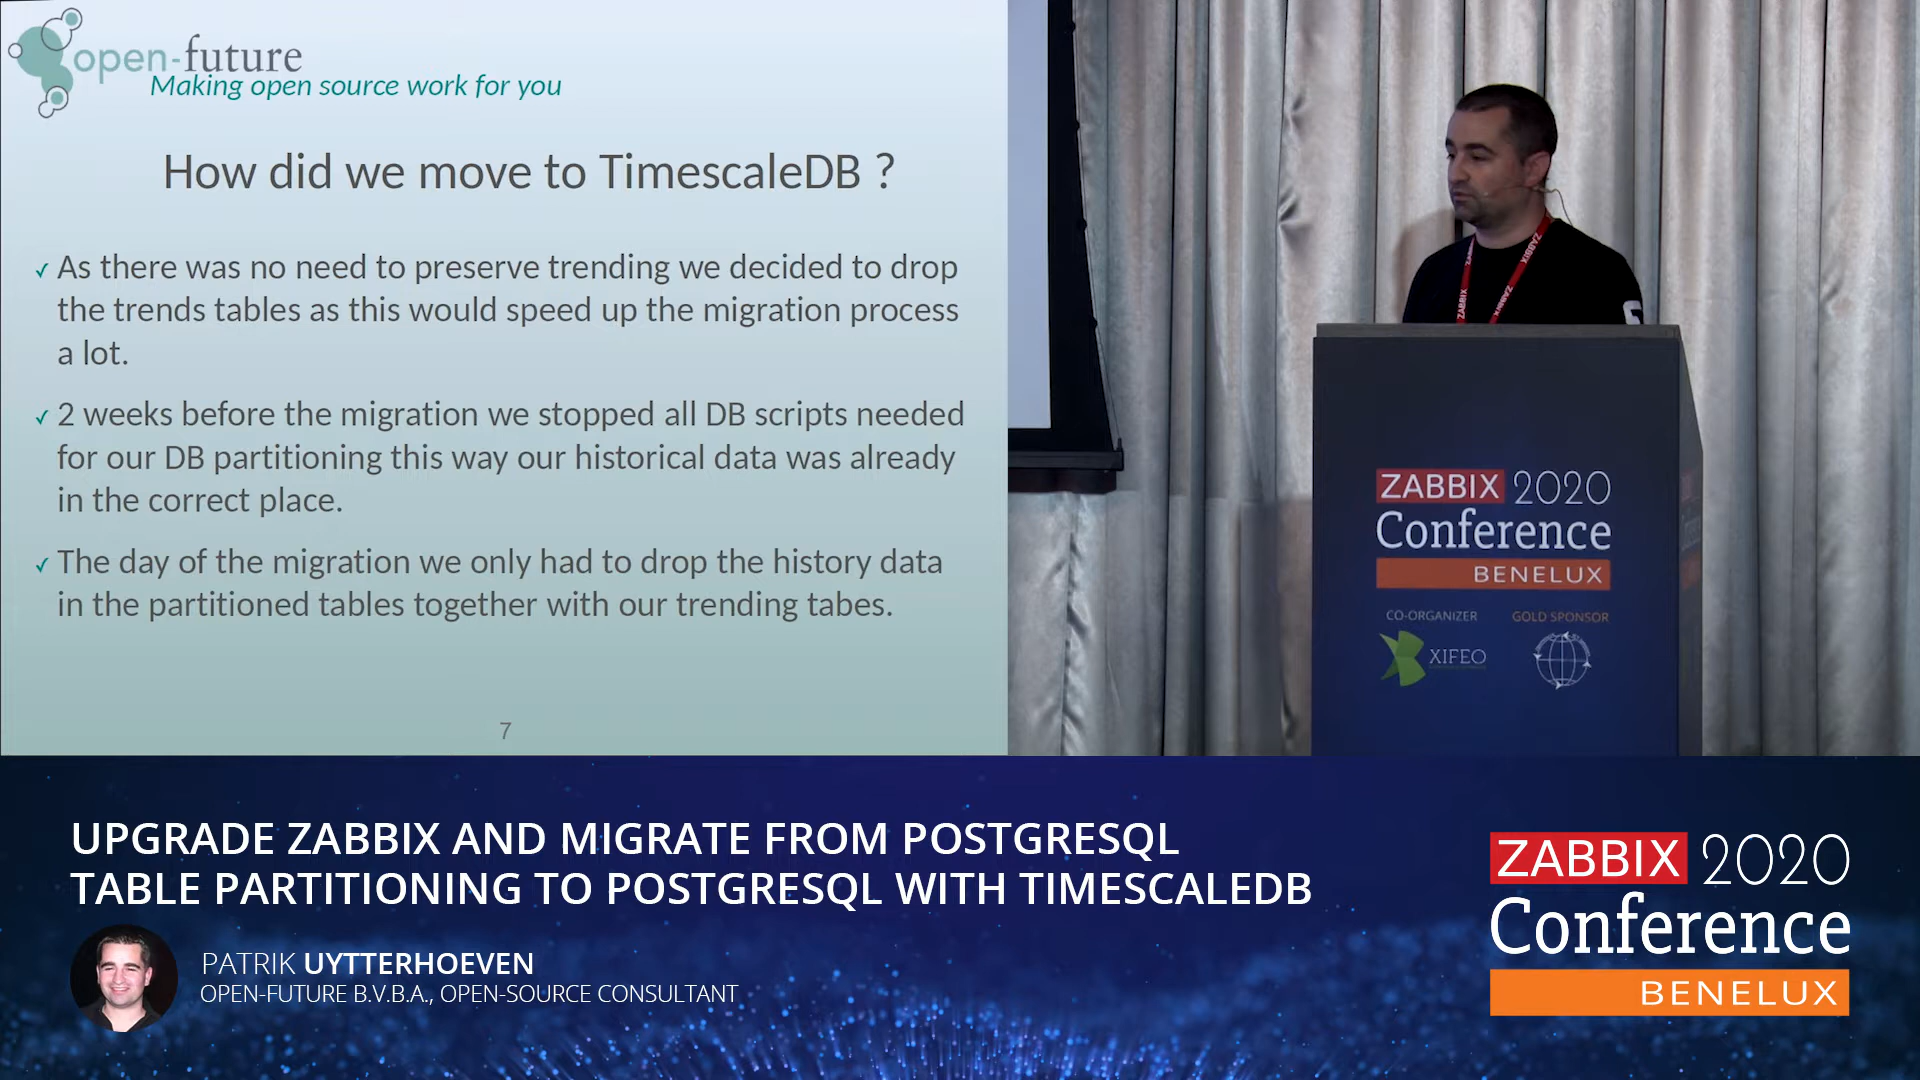 open-future
Making open source work for you
How did we move to TimescaleDB ?
✓ As there was no need to preserve trending we decided to drop
the trends tables as this would speed up the migration process
a lot.
✓ 2 weeks before the migration we stopped all DB scripts needed
for our DB partitioning this way our historical data was already
in the correct place.
✓ The day of the migration we only had to drop the history data
in the partitioned tables together with our trending tabes.
7
ZABBIX
ZABBIX
ZABBIX 2020
Conference
BENELUX
CO-ORGANIZER GOLD SPONSOR
XIFEO
UPGRADE ZABBIX AND MIGRATE FROM POSTGRESQL
TABLE PARTITIONING TO POSTGRESQL WITH TIMESCALEDB
PATRIK UYTTERHOEVEN
OPEN-FUTURE B.V.B.A., OPEN-SOURCE CONSULTANT
ZABBIX 2020
Conference
BENELUX